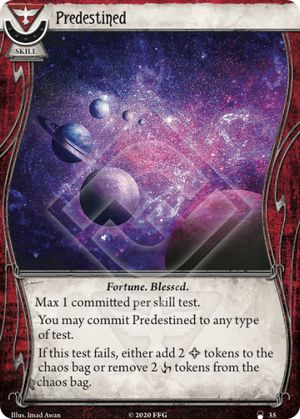 Predestined
SKILL
Fortune. Blessed.
Max 1 committed per skill test.
You may commit Predestined to any type
of test.
If this test fails, either add 2 tokens to the
chaos bag or remove 2 tokens from the
chaos bag.
Illus. Imad Awan
© 2020 FFG
35